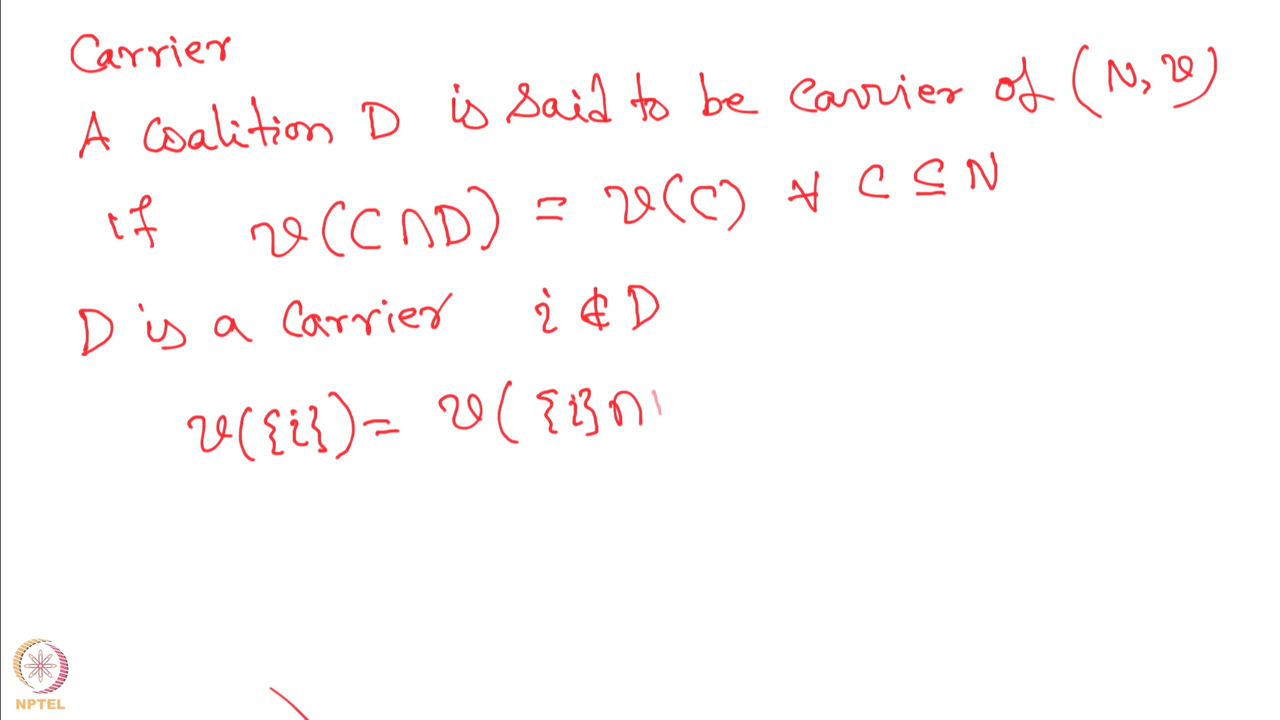 Carrier
A coalition D is said to be carrier of (N, v)
if v(C∩D) = v(C) ∀ C ⊆ N
D is a carrier i ∉ D
v({i}) = v({i}∩
NPTEL